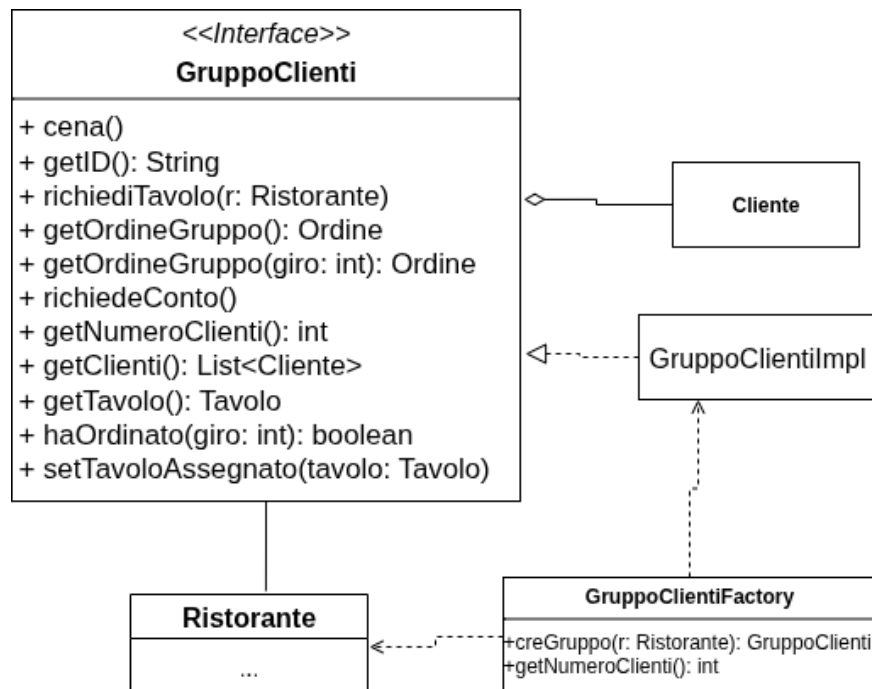 <<Interface>>
GruppoClienti
+ cena()
+ getID(): String
+ richiediTavolo(r: Ristorante)
+ getOrdineGruppo(): Ordine
+ getOrdineGruppo(giro: int): Ordine
+ richiedeConto()
+ getNumeroClienti(): int
+ getClienti(): List<Cliente>
+ getTavolo(): Tavolo
+ haOrdinato(giro: int): boolean
+ setTavoloAssegnato(tavolo: Tavolo)
Cliente
GruppoClientiImpl
Ristorante
...
GruppoClientiFactory
+creGruppo(r: Ristorante): GruppoClienti
+getNumeroClienti(): int